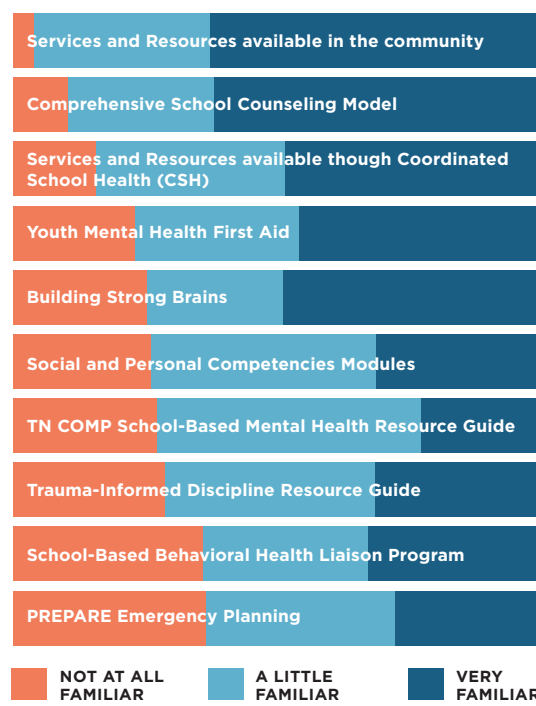 Services and Resources available in the community
Comprehensive School Counseling Model
Services and Resources available though Coordinated
School Health (CSH)
Youth Mental Health First Aid
Building Strong Brains
Social and Personal Competencies Modules
TN COMP School-Based Mental Health Resource Guide
Trauma-Informed Discipline Resource Guide
School-Based Behavioral Health Liaison Program
PREPARE Emergency Planning
NOT AT ALL
FAMILIAR
A LITTLE
FAMILIAR
VERY
FAMILIAR